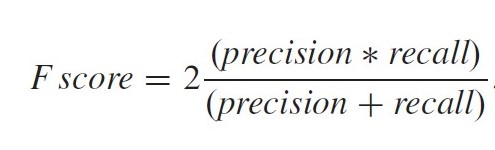 F score = 2 (precision * recall) / (precision + recall).